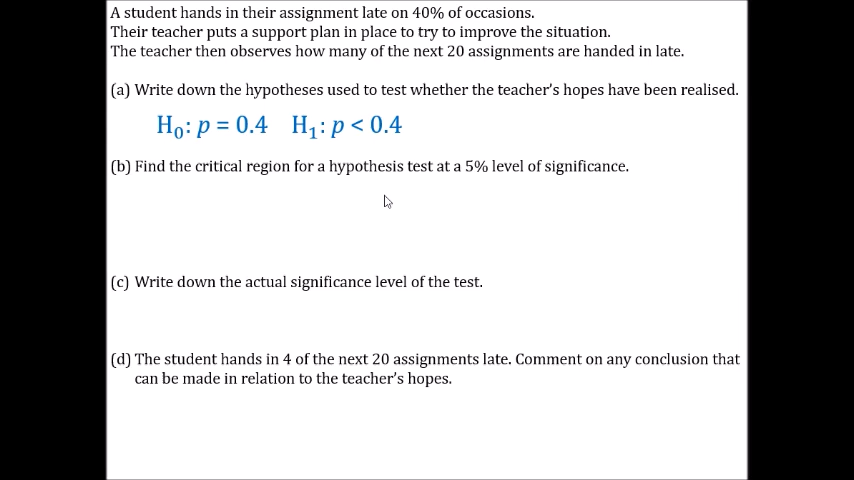 A student hands in their assignment late on 40% of occasions.
Their teacher puts a support plan in place to try to improve the situation.
The teacher then observes how many of the next 20 assignments are handed in late.
(a) Write down the hypotheses used to test whether the teacher's hopes have been realised.
H₀: p = 0.4 H₁: p < 0.4
(b) Find the critical region for a hypothesis test at a 5% level of significance.
(c) Write down the actual significance level of the test.
(d) The student hands in 4 of the next 20 assignments late. Comment on any conclusion that
can be made in relation to the teacher's hopes.